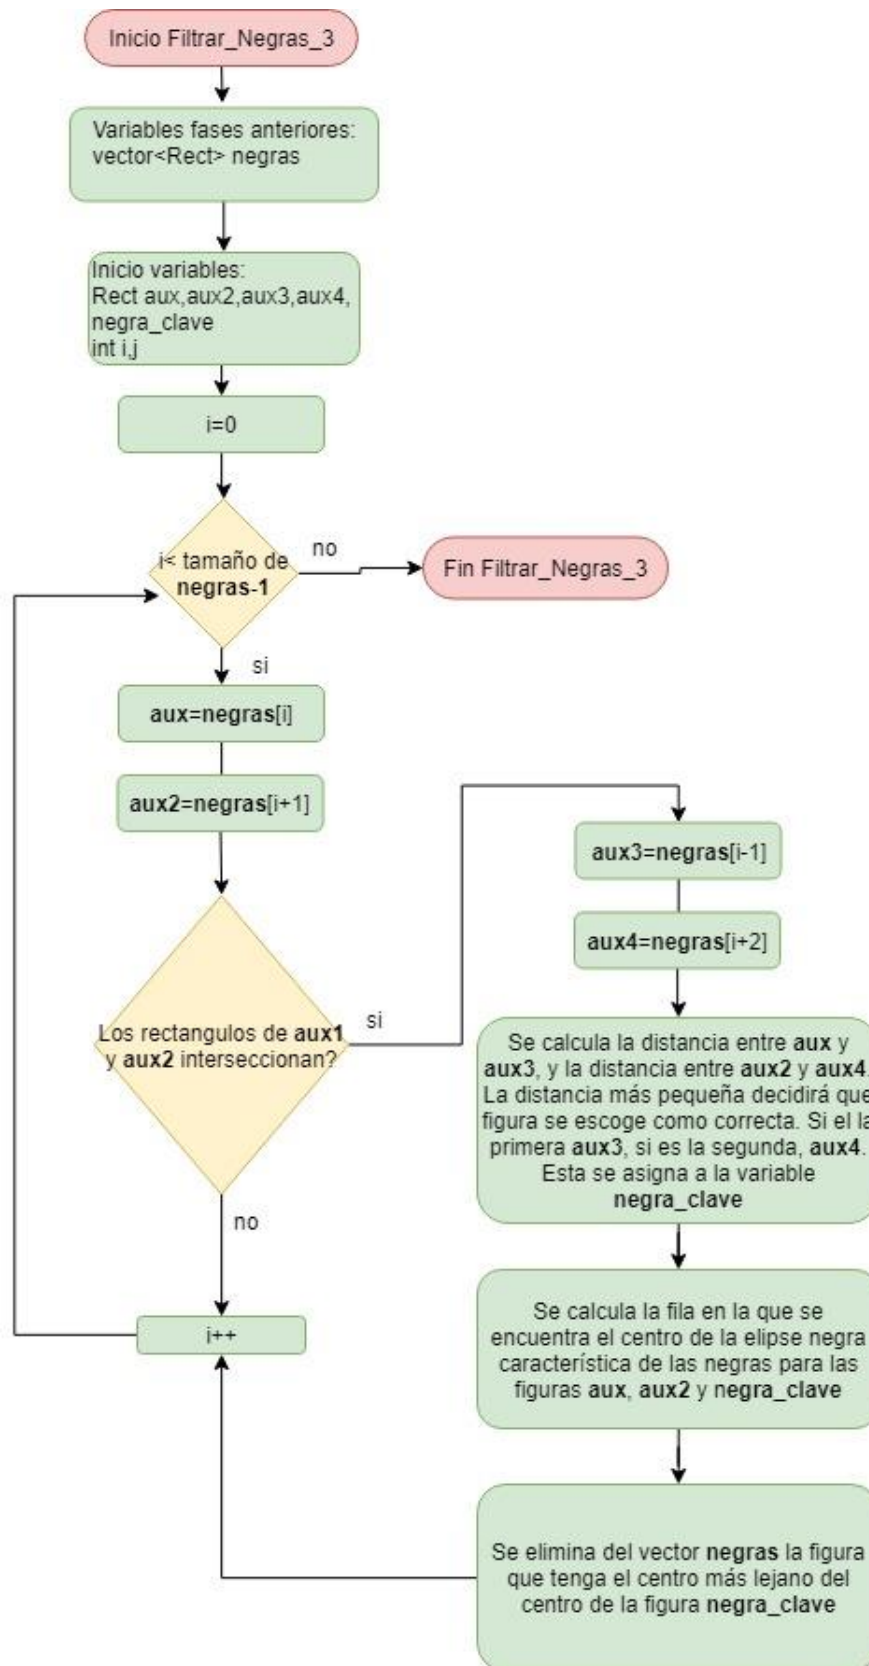 Inicio Filtrar_Negras_3
Variables fases anteriores:
vector<Rect> negras
Inicio variables:
Rect aux,aux2,aux3,aux4,
negra_clave
int i,j
i=0
i< tamaño de
negras-1
no
Fin Filtrar_Negras_3
si
aux=negras[i]
aux2=negras[i+1]
Los rectangulos de aux1
y aux2 interseccionan?
si
aux3=negras[i-1]
aux4=negras[i+2]
Se calcula la distancia entre aux y
aux3, y la distancia entre aux2 y aux4.
La distancia más pequeña decidirá que
figura se escoge como correcta. Si el la
primera aux3, si es la segunda, aux4.
Esta se asigna a la variable
negra_clave
no
Se calcula la fila en la que se
encuentra el centro de la elipse negra
característica de las negras para las
figuras aux, aux2 y negra_clave
i++
Se elimina del vector negras la figura
que tenga el centro más lejano del
centro de la figura negra_clave